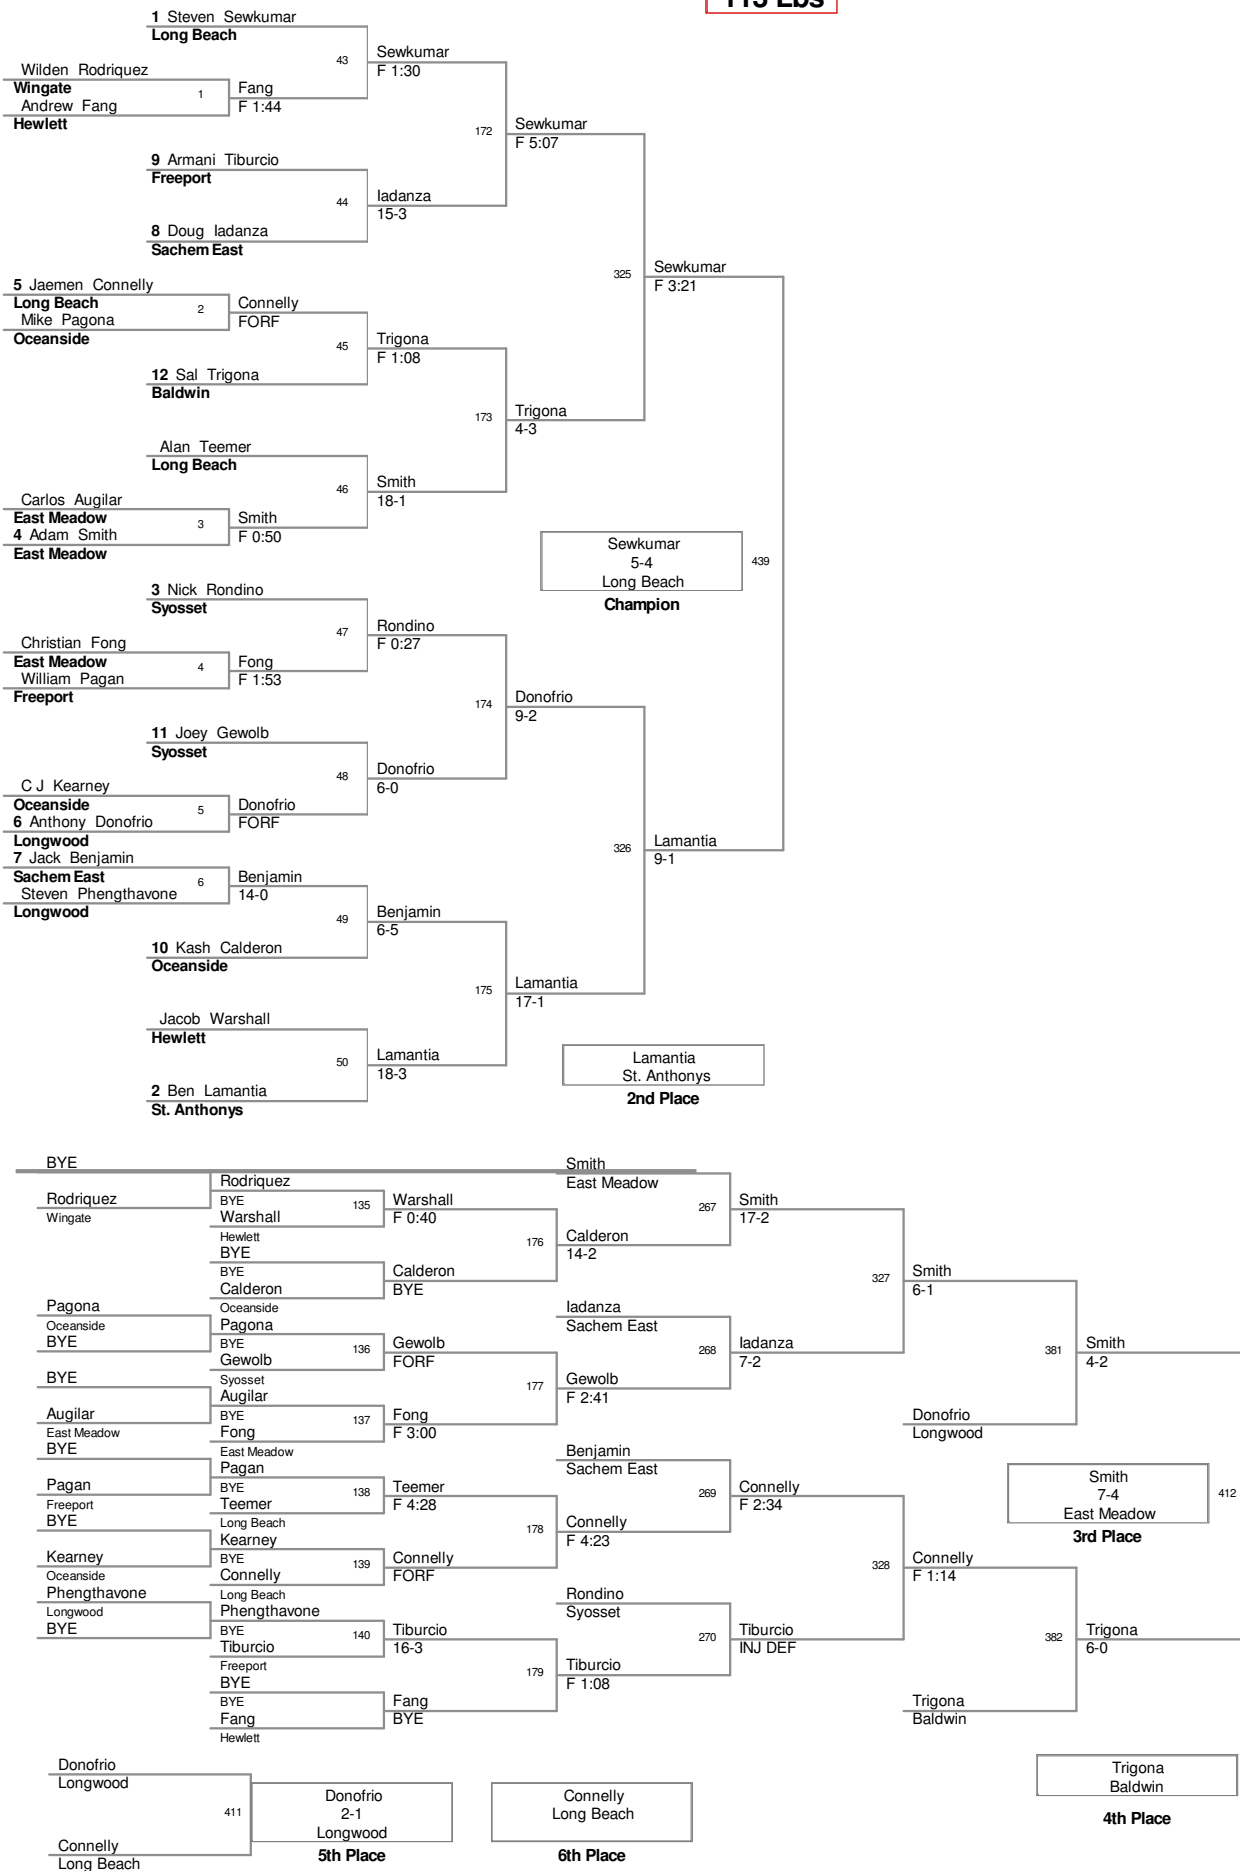 115 Lbs
1 Steven Sewkumar
Long Beach
43
Sewkumar
F 1:30
Wilden Rodriquez
Wingate
1
Fang
F 1:44
Andrew Fang
Hewlett
172
Sewkumar
F 5:07
9 Armani Tiburcio
Freeport
44
Iadanza
15-3
8 Doug Iadanza
Sachem East
325
Sewkumar
F 3:21
5 Jaemen Connelly
Long Beach
2
Connelly
FORF
Mike Pagona
Oceanside
45
Trigona
F 1:08
12 Sal Trigona
Baldwin
173
Trigona
4-3
Alan Teemer
Long Beach
46
Smith
18-1
Carlos Augilar
East Meadow
3
Smith
F 0:50
4 Adam Smith
East Meadow
Sewkumar
5-4
Long Beach
439
Champion
3 Nick Rondino
Syosset
47
Rondino
F 0:27
Christian Fong
East Meadow
4
Fong
F 1:53
William Pagan
Freeport
174
Donofrio
9-2
11 Joey Gewolb
Syosset
48
Donofrio
6-0
C J Kearney
Oceanside
5
Donofrio
FORF
6 Anthony Donofrio
Longwood
326
Lamantia
9-1
7 Jack Benjamin
Sachem East
6
Benjamin
14-0
Steven Phengthavone
Longwood
49
Benjamin
6-5
10 Kash Calderon
Oceanside
175
Lamantia
17-1
Jacob Warshall
Hewlett
50
Lamantia
18-3
2 Ben Lamantia
St. Anthonys
Lamantia
St. Anthonys
2nd Place
BYE
Rodriquez
Wingate
Rodriquez
BYE
135
Warshall
Hewlett
Warshall
F 0:40
BYE
BYE
Calderon
Oceanside
Calderon
BYE
176
Calderon
14-2
Smith
East Meadow
267
Smith
17-2
Pagona
Oceanside
BYE
Pagona
BYE
136
Gewolb
Syosset
Gewolb
FORF
BYE
Augilar
East Meadow
Augilar
BYE
137
Fong
East Meadow
Fong
F 3:00
177
Gewolb
F 2:41
Iadanza
Sachem East
268
Iadanza
7-2
327
Smith
6-1
381
Smith
4-2
Donofrio
Longwood
BYE
Pagan
Freeport
Pagan
BYE
138
Teemer
Long Beach
Teemer
F 4:28
BYE
Kearney
Oceanside
Kearney
BYE
139
Connelly
Long Beach
Connelly
FORF
178
Connelly
F 4:23
Benjamin
Sachem East
269
Connelly
F 2:34
Smith
7-4
East Meadow
412
3rd Place
Phengthavone
Longwood
BYE
Phengthavone
BYE
140
Tiburcio
Freeport
Tiburcio
16-3
BYE
BYE
Fang
Hewlett
Fang
BYE
179
Tiburcio
F 1:08
Rondino
Syosset
270
Tiburcio
INJ DEF
328
Connelly
F 1:14
382
Trigona
6-0
Trigona
Baldwin
Donofrio
Longwood
411
Connelly
Long Beach
Donofrio
2-1
Longwood
5th Place
Connelly
Long Beach
6th Place
Trigona
Baldwin
4th Place